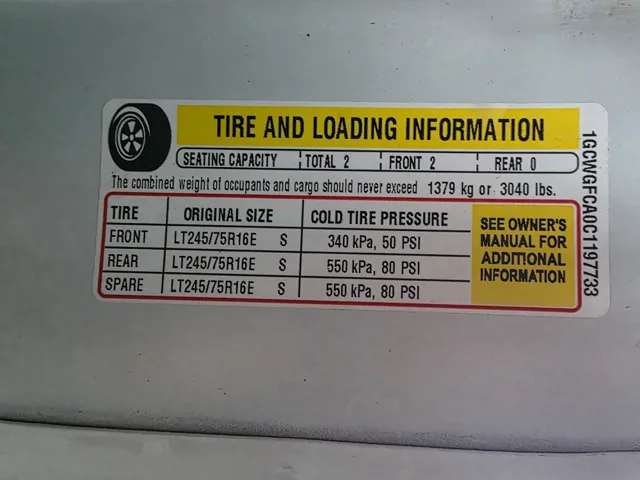 TIRE AND LOADING INFORMATION
SEATING CAPACITY TOTAL 2 FRONT 2 REAR 0
The combined weight of occupants and cargo should never exceed 1379 kg or 3040 lbs.
TIRE ORIGINAL SIZE COLD TIRE PRESSURE
FRONT LT245/75R16E S 340 kPa, 50 PSI
REAR LT245/75R16E S 550 kPa, 80 PSI
SPARE LT245/75R16E S 550 kPa, 80 PSI
SEE OWNER'S
MANUAL FOR
ADDITIONAL
INFORMATION
1GCWGFCA0C1197733